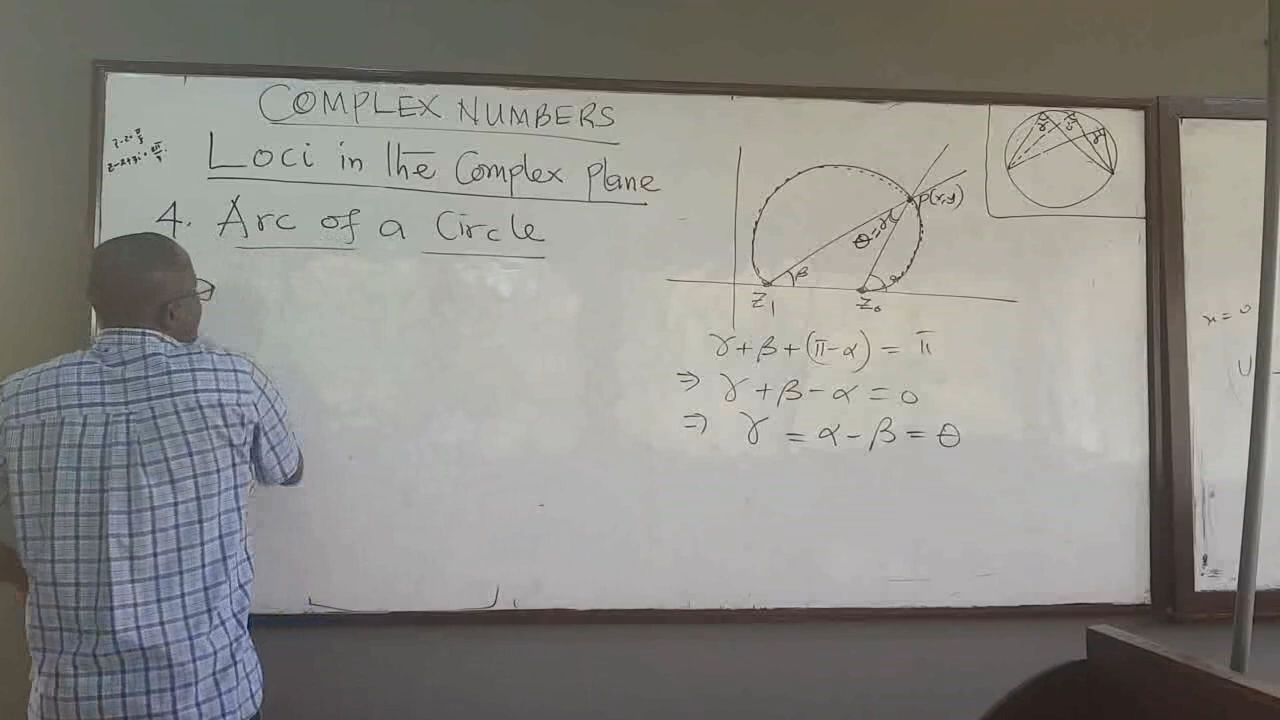 COMPLEX NUMBERS
Loci in the Complex plane
4. Arc of a Circle
P(x,y)
θ=γ
β
α
Z₁
Z₀
γ+β+(π-α) = π
⇒ γ+β-α = 0
⇒ γ = α-β = θ
γ
γ
γ
x=0
U